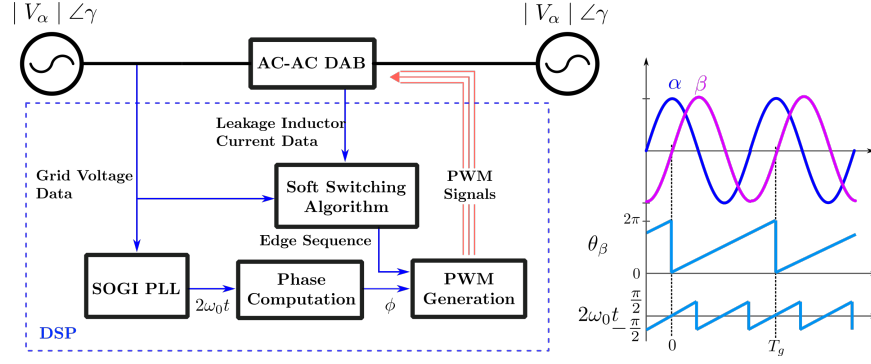 | V_α | ∠γ
| V_α | ∠γ
AC-AC DAB
Leakage Inductor
Current Data
Grid Voltage
Data
Soft Switching
Algorithm
PWM
Signals
Edge Sequence
SOGI PLL
2ω₀t
Phase
Computation
ϕ
PWM
Generation
DSP
α
β
2π
θ_β
0
π/2
2ω₀t
-π/2
0
T_g